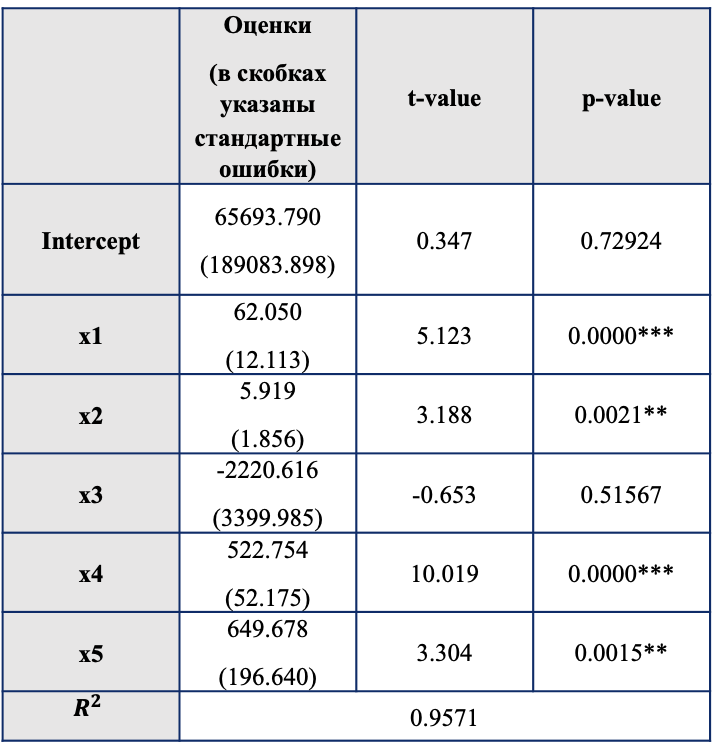 Оценки
(в скобках
указаны
стандартные
ошибки)
t-value
p-value
Intercept
65693.790
(189083.898)
0.347
0.72924
x1
62.050
(12.113)
5.123
0.0000***
x2
5.919
(1.856)
3.188
0.0021**
x3
-2220.616
(3399.985)
-0.653
0.51567
x4
522.754
(52.175)
10.019
0.0000***
x5
649.678
(196.640)
3.304
0.0015**
R²
0.9571